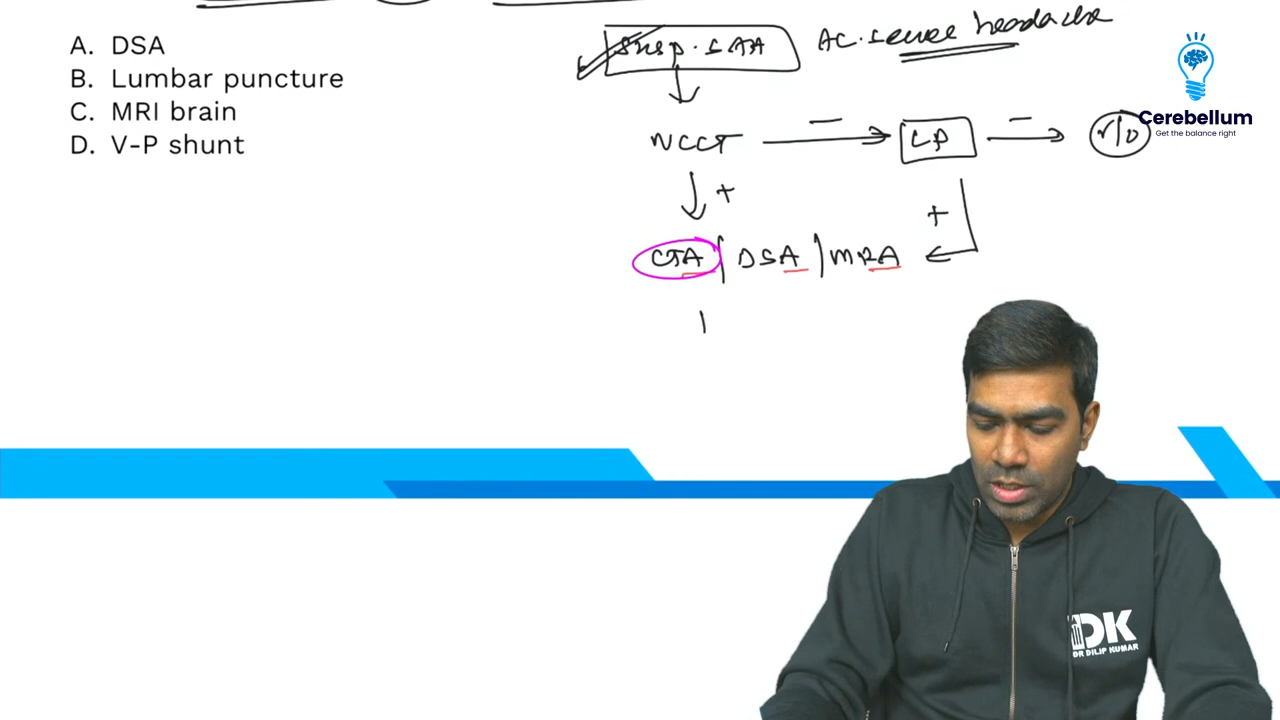 A. DSA
B. Lumbar puncture
C. MRI brain
D. V-P shunt
Susp. SAA
AC. severe headache
Cerebellum
Get the balance right
NCCT — LP — r/o
+ +
CTA | DSA | MRA
DK
DR DILIP KUMAR